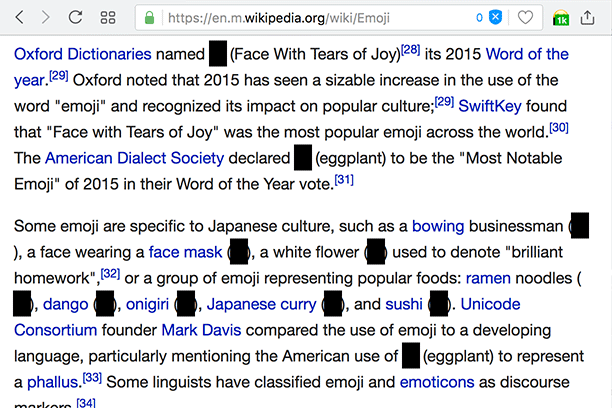 https://en.m.wikipedia.org/wiki/Emoji 0 1k
Oxford Dictionaries named (Face With Tears of Joy)[28] its 2015 Word of the
year.[29] Oxford noted that 2015 has seen a sizable increase in the use of the
word "emoji" and recognized its impact on popular culture;[29] SwiftKey found
that "Face with Tears of Joy" was the most popular emoji across the world.[30]
The American Dialect Society declared (eggplant) to be the "Most Notable
Emoji" of 2015 in their Word of the Year vote.[31]
Some emoji are specific to Japanese culture, such as a bowing businessman (
), a face wearing a face mask ( ), a white flower ( ) used to denote "brilliant
homework",[32] or a group of emoji representing popular foods: ramen noodles (
), dango ( ), onigiri ( ), Japanese curry ( ), and sushi ( ). Unicode
Consortium founder Mark Davis compared the use of emoji to a developing
language, particularly mentioning the American use of (eggplant) to represent
a phallus.[33] Some linguists have classified emoji and emoticons as discourse
markers.[34]